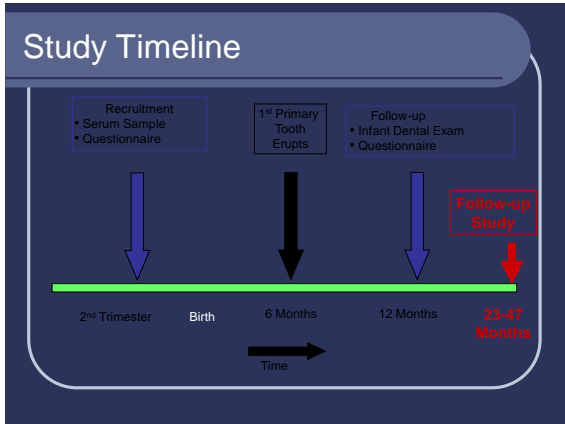 Study Timeline
Recruitment
• Serum Sample
• Questionnaire
1st Primary
Tooth
Erupts
Follow-up
• Infant Dental Exam
• Questionnaire
Follow-up
Study
2nd Trimester
Birth
6 Months
12 Months
23-47
Months
Time